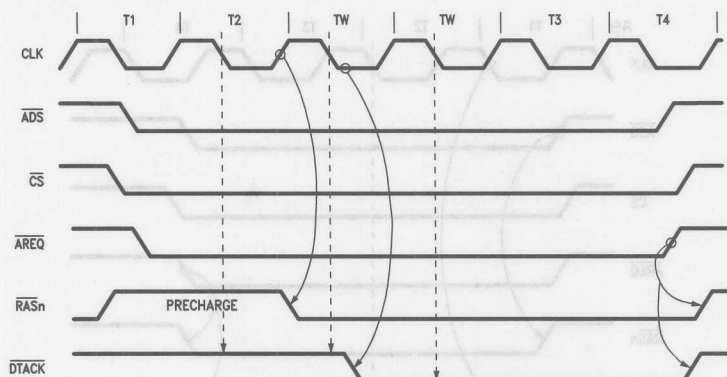 T1 T2 TW TW T3 T4
CLK
ADS
CS
AREQ
RASn PRECHARGE
DTACK